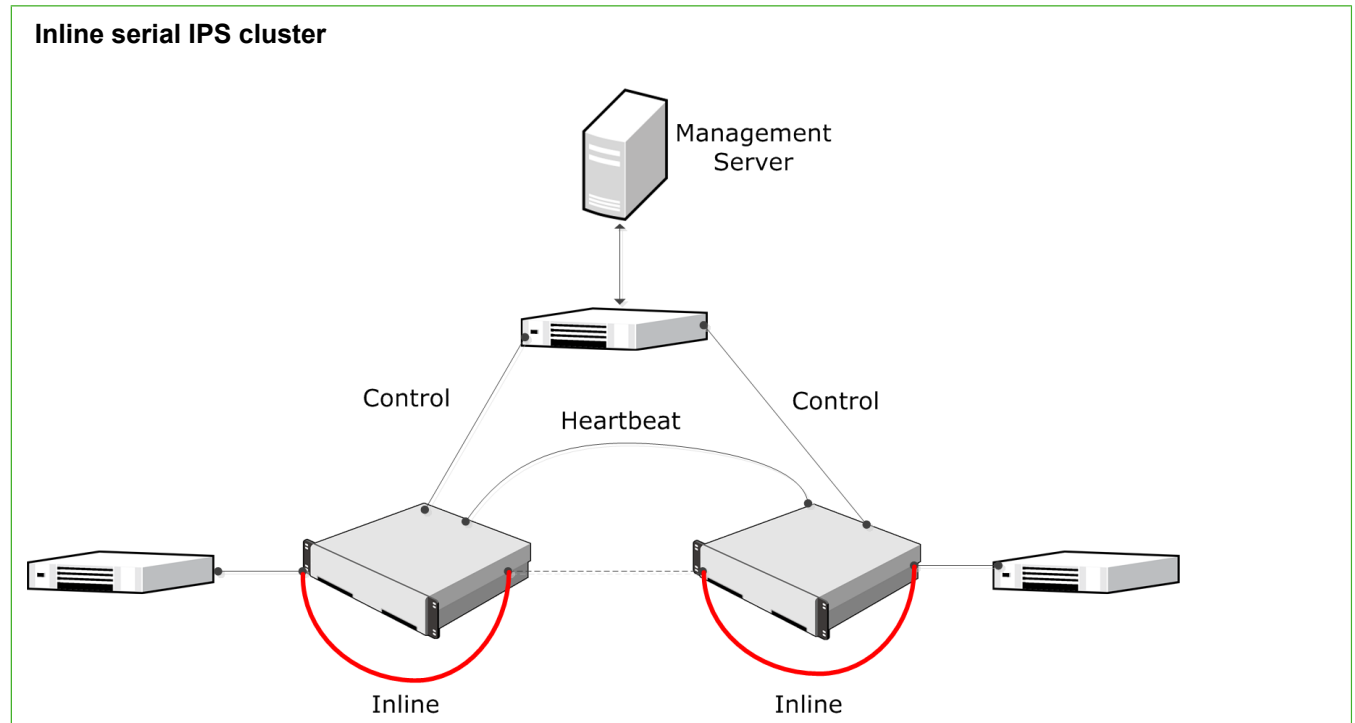 Inline serial IPS cluster
Management
Server
Control
Control
Heartbeat
Inline
Inline